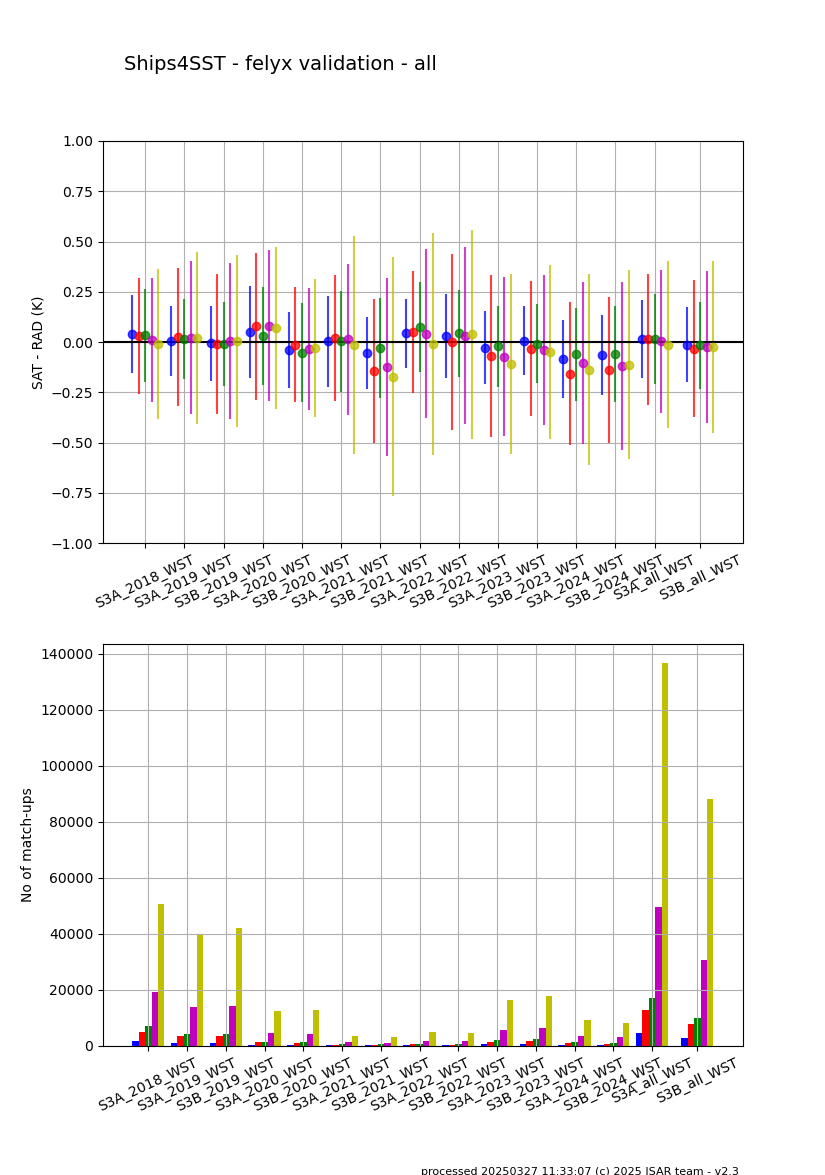 Ships4SST - felyx validation - all
1.00
0.75
0.50
0.25
0.00
−0.25
−0.50
−0.75
−1.00
SAT - RAD (K)
S3A_2018_WST
S3A_2019_WST
S3B_2019_WST
S3A_2020_WST
S3B_2020_WST
S3A_2021_WST
S3B_2021_WST
S3A_2022_WST
S3B_2022_WST
S3A_2023_WST
S3B_2023_WST
S3A_2024_WST
S3B_2024_WST
S3A_all_WST
S3B_all_WST
140000
120000
100000
80000
60000
40000
20000
0
No of match-ups
S3A_2018_WST
S3A_2019_WST
S3B_2019_WST
S3A_2020_WST
S3B_2020_WST
S3A_2021_WST
S3B_2021_WST
S3A_2022_WST
S3B_2022_WST
S3A_2023_WST
S3B_2023_WST
S3A_2024_WST
S3B_2024_WST
S3A_all_WST
S3B_all_WST
processed 20250327 11:33:07 (c) 2025 ISAR team - v2.3